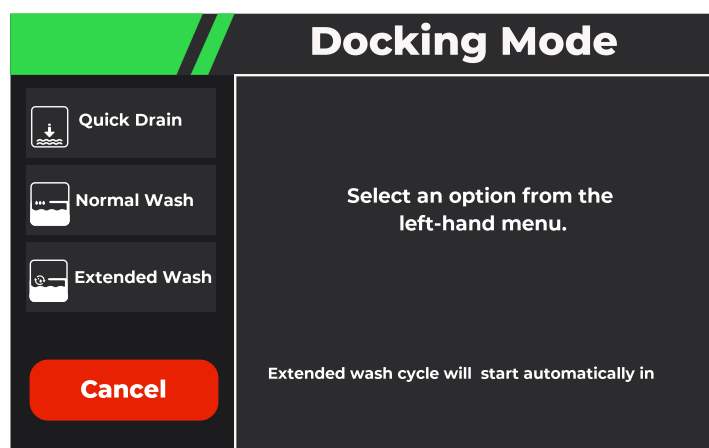 Docking Mode
Quick Drain
Normal Wash
Extended Wash
Cancel
Select an option from the
left-hand menu.
Extended wash cycle will start automatically in